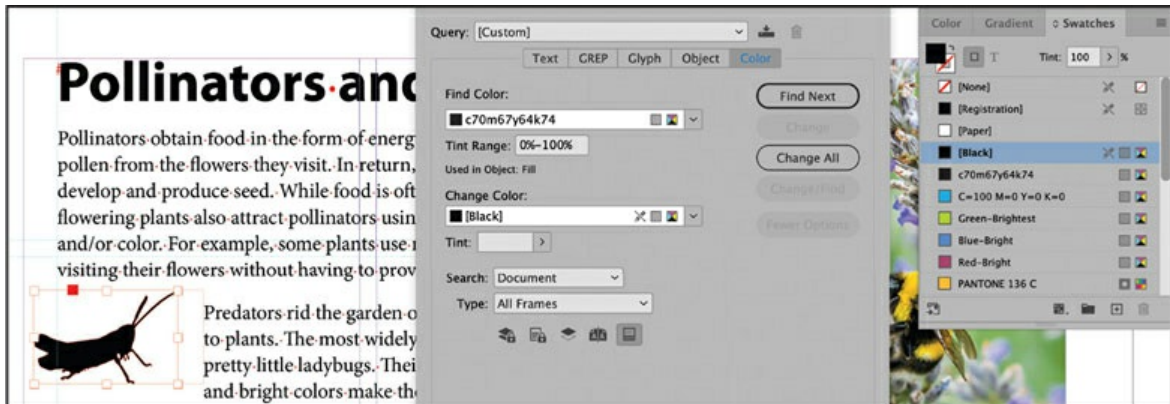 Pollinators and
Pollinators obtain food in the form of energ
pollen from the flowers they visit. In return,
develop and produce seed. While food is oft
flowering plants also attract pollinators usin
and/or color. For example, some plants use
visiting their flowers without having to prov
Predators rid the garden o
to plants. The most widely
pretty little ladybugs. Thei
and bright colors make the
Query: [Custom]
Text GREP Glyph Object Color
Find Color:
c70m67y64k74
Tint Range: 0%-100%
Used in Object: Fill
Change Color:
[Black]
Tint:
Search: Document
Type: All Frames
Find Next
Change
Change All
Change/Find
Fewer Options
Color Gradient Swatches
T Tint: 100 %
[None]
[Registration]
[Paper]
[Black]
c70m67y64k74
C=100 M=0 Y=0 K=0
Green-Brightest
Blue-Bright
Red-Bright
PANTONE 136 C